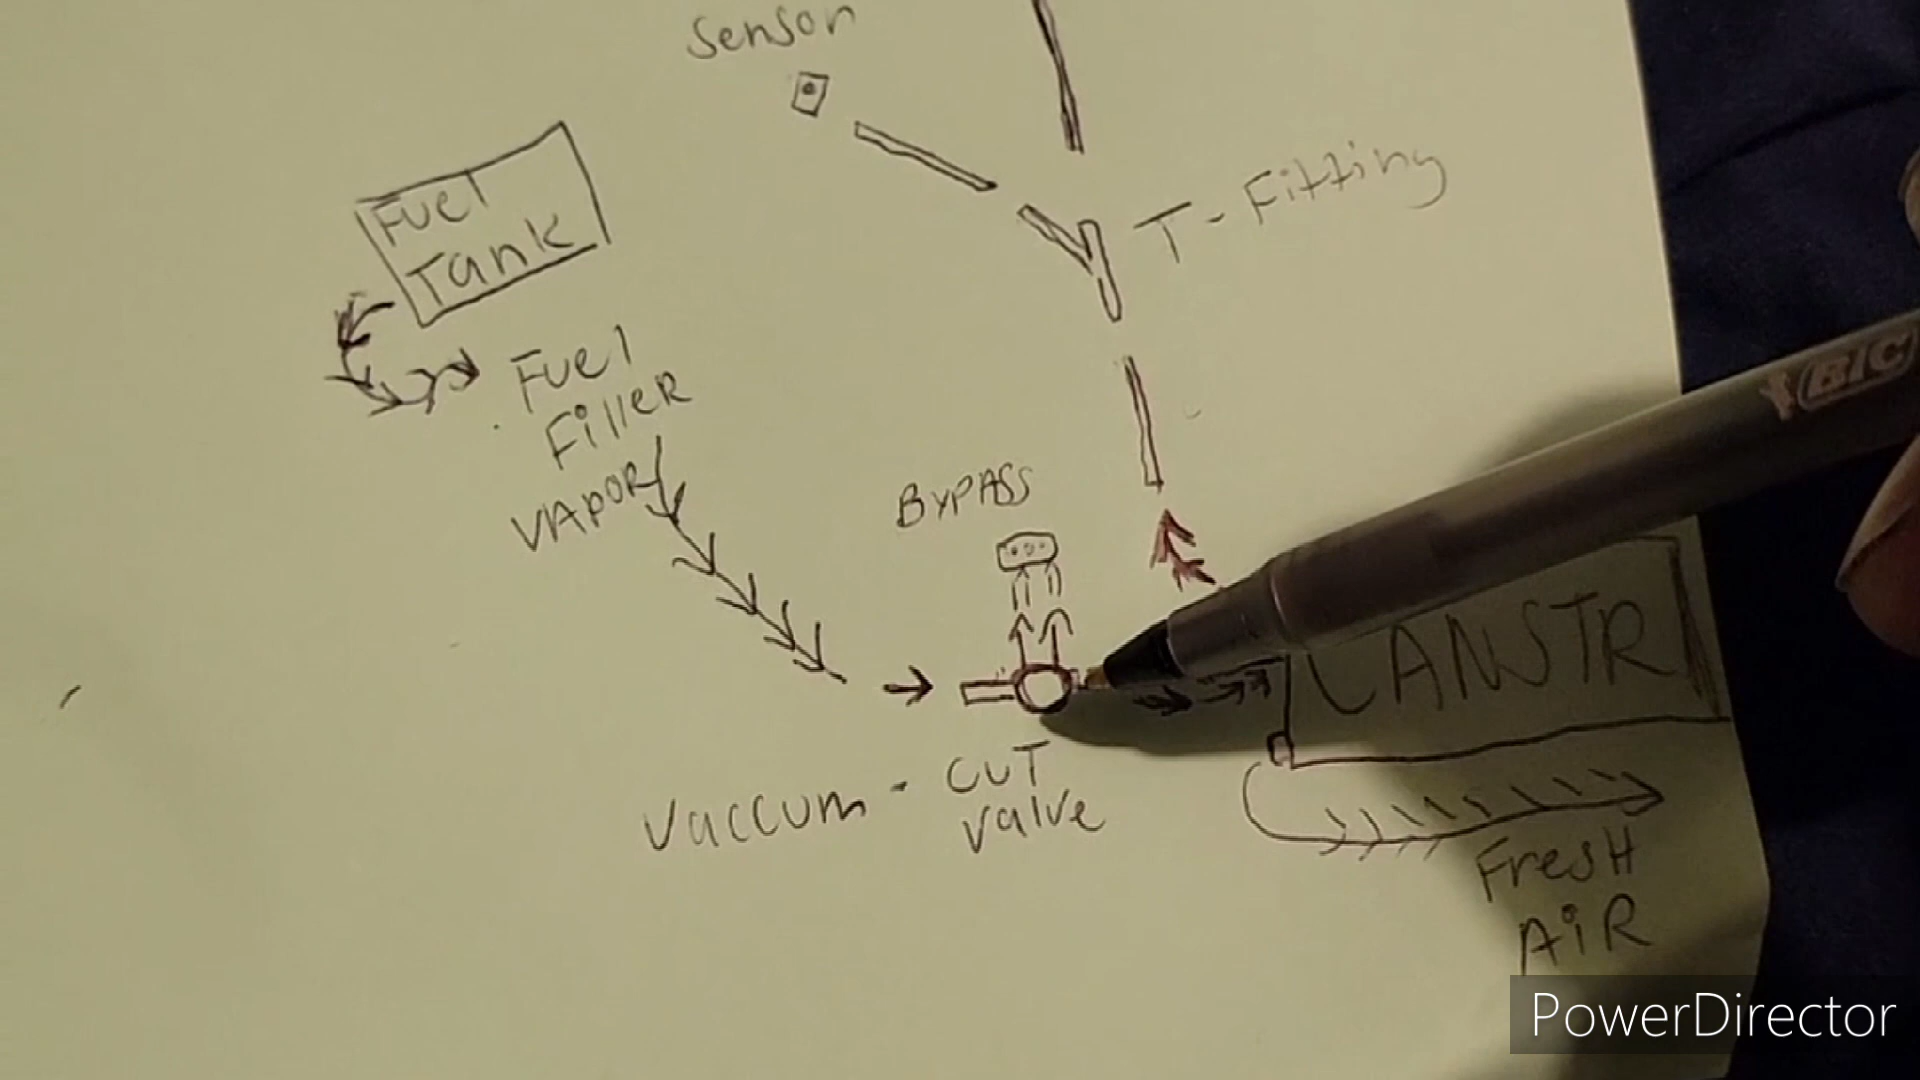 Sensor
Fuel
Tank
T-Fitting
Fuel
Filler
VAPOR
BYPASS
BIC
CANSTR
Vaccum - CUT
Valve
FresH
AiR
PowerDirector